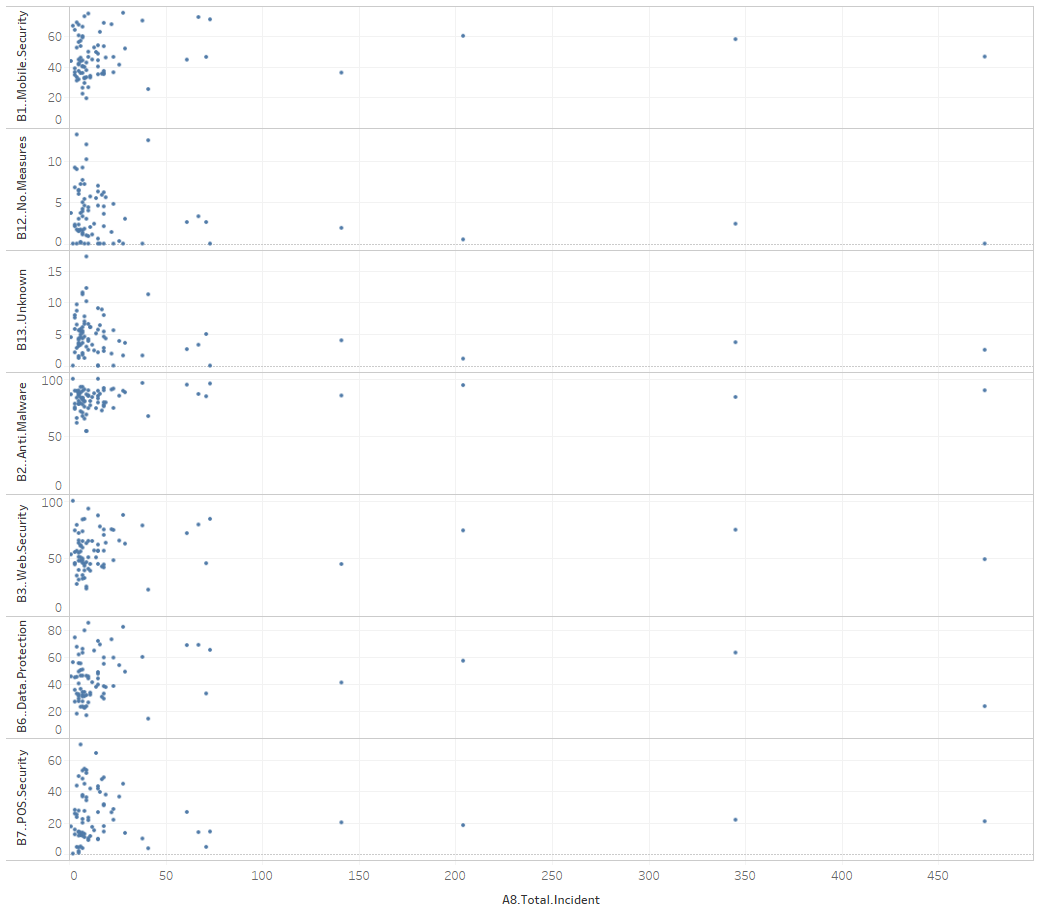 B1..Mobile.Security
60
40
20
0
B12..No.Measures
10
5
0
B13..Unknown
15
10
5
0
B2..Anti.Malware
100
50
0
B3..Web.Security
100
50
0
B6..Data.Protection
80
60
40
20
0
B7..POS.Security
60
40
20
0
0 50 100 150 200 250 300 350 400 450
A8.Total.Incident